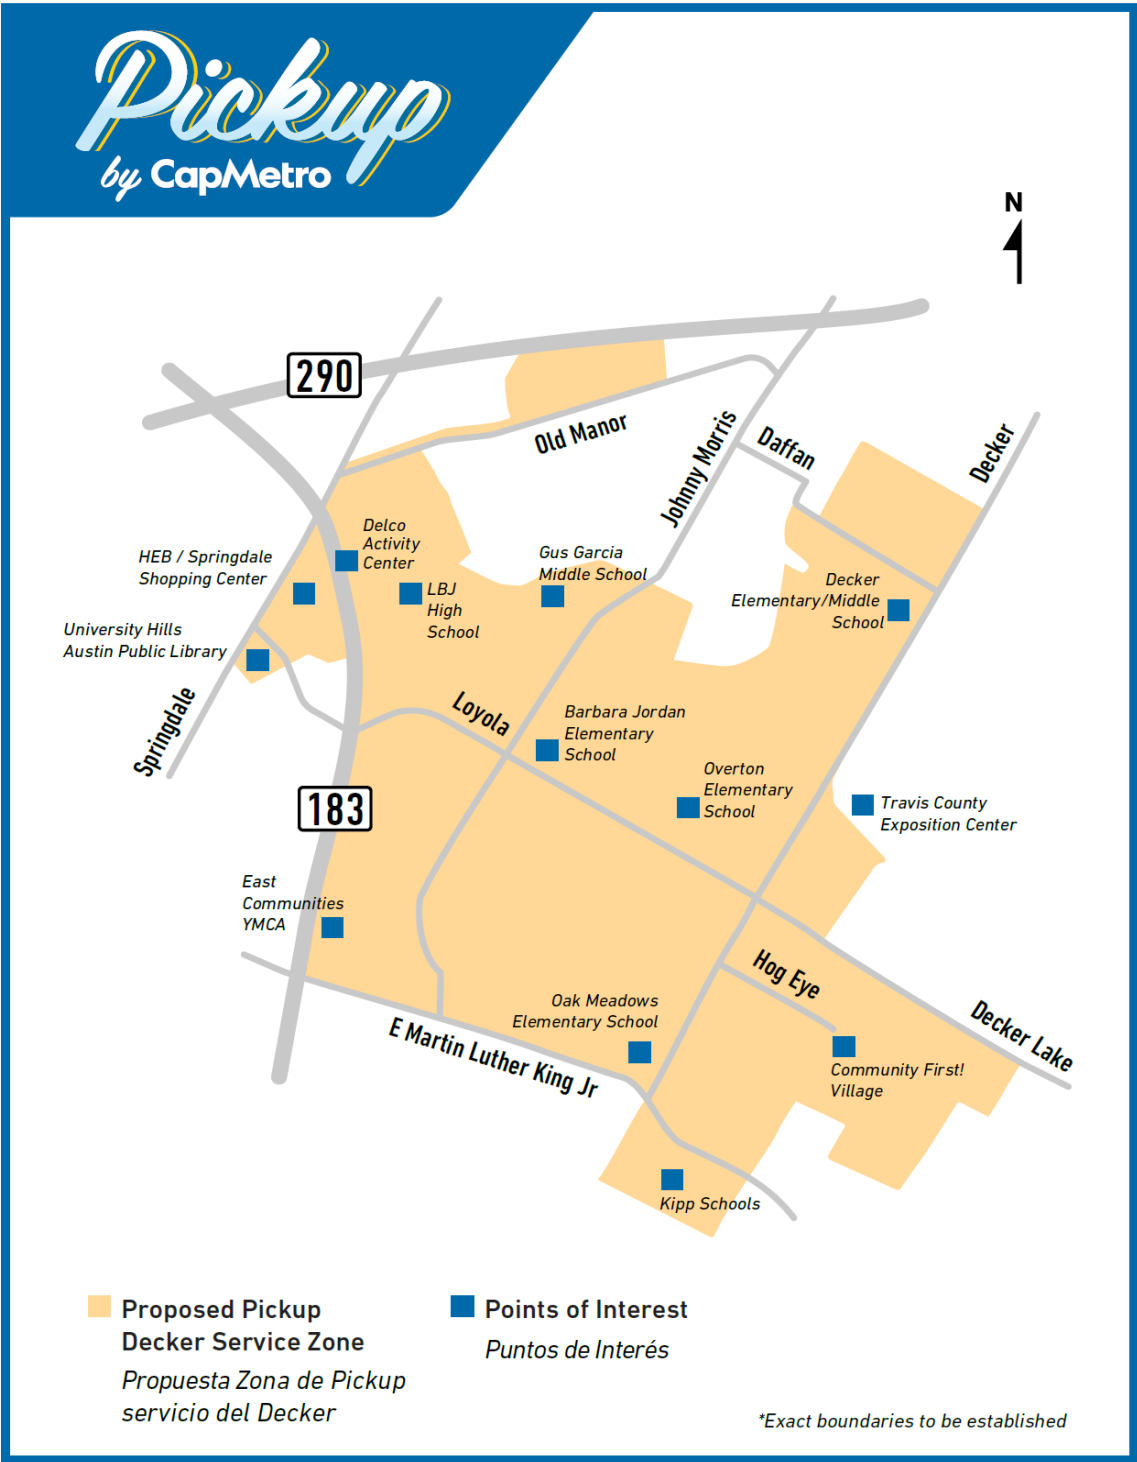 Pickup
by CapMetro
N
290
Old Manor
Johnny Morris
Daffan
Decker
Delco
Activity
Center
HEB / Springdale
Shopping Center
Gus Garcia
Middle School
LBJ
High
School
Decker
Elementary/Middle
School
University Hills
Austin Public Library
Springdale
Loyola
Barbara Jordan
Elementary
School
Overton
Elementary
School
183
Travis County
Exposition Center
East
Communities
YMCA
Hog Eye
Oak Meadows
Elementary School
Decker Lake
E Martin Luther King Jr
Community First!
Village
Kipp Schools
Proposed Pickup
Decker Service Zone
Propuesta Zona de Pickup
servicio del Decker
Points of Interest
Puntos de Interés
*Exact boundaries to be established